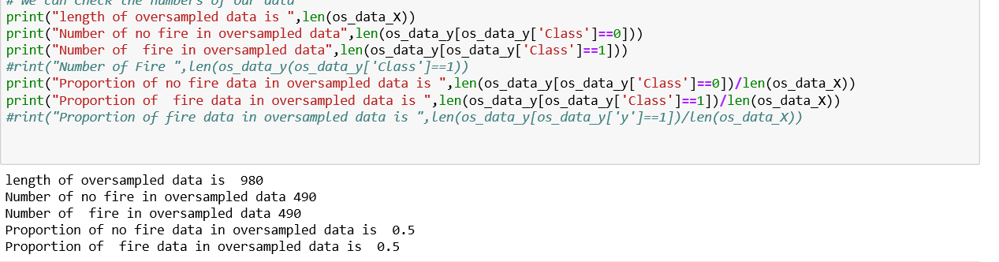 # We can check the numbers of our data
print("length of oversampled data is ",len(os_data_X))
print("Number of no fire in oversampled data",len(os_data_y[os_data_y['Class']==0]))
print("Number of  fire in oversampled data",len(os_data_y[os_data_y['Class']==1]))
#rint("Number of Fire ",len(os_data_y(os_data_y['Class']==1))
print("Proportion of no fire data in oversampled data is ",len(os_data_y[os_data_y['Class']==0])/len(os_data_X))
print("Proportion of  fire data in oversampled data is ",len(os_data_y[os_data_y['Class']==1])/len(os_data_X))
#rint("Proportion of fire data in oversampled data is ",len(os_data_y[os_data_y['y']==1])/len(os_data_X))
length of oversampled data is  980
Number of no fire in oversampled data 490
Number of  fire in oversampled data 490
Proportion of no fire data in oversampled data is  0.5
Proportion of  fire data in oversampled data is  0.5